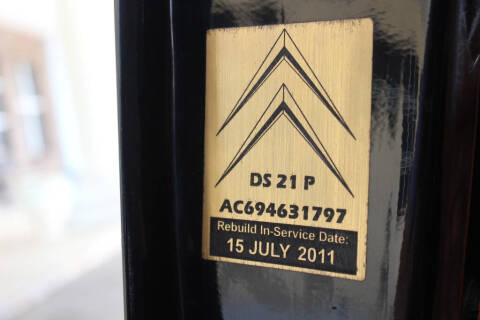 DS 21 P
AC694631797
Rebuild In-Service Date:
15 JULY 2011